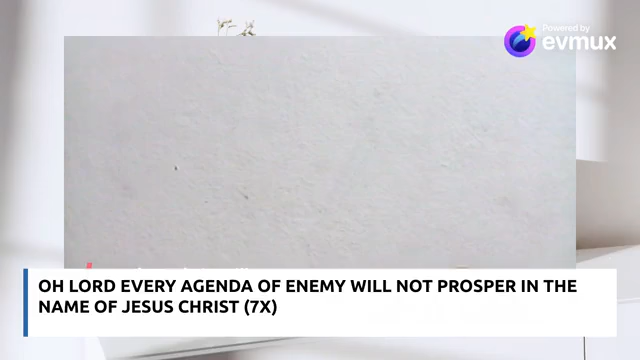 Powered by
evmux
OH LORD EVERY AGENDA OF ENEMY WILL NOT PROSPER IN THE
NAME OF JESUS CHRIST (7X)